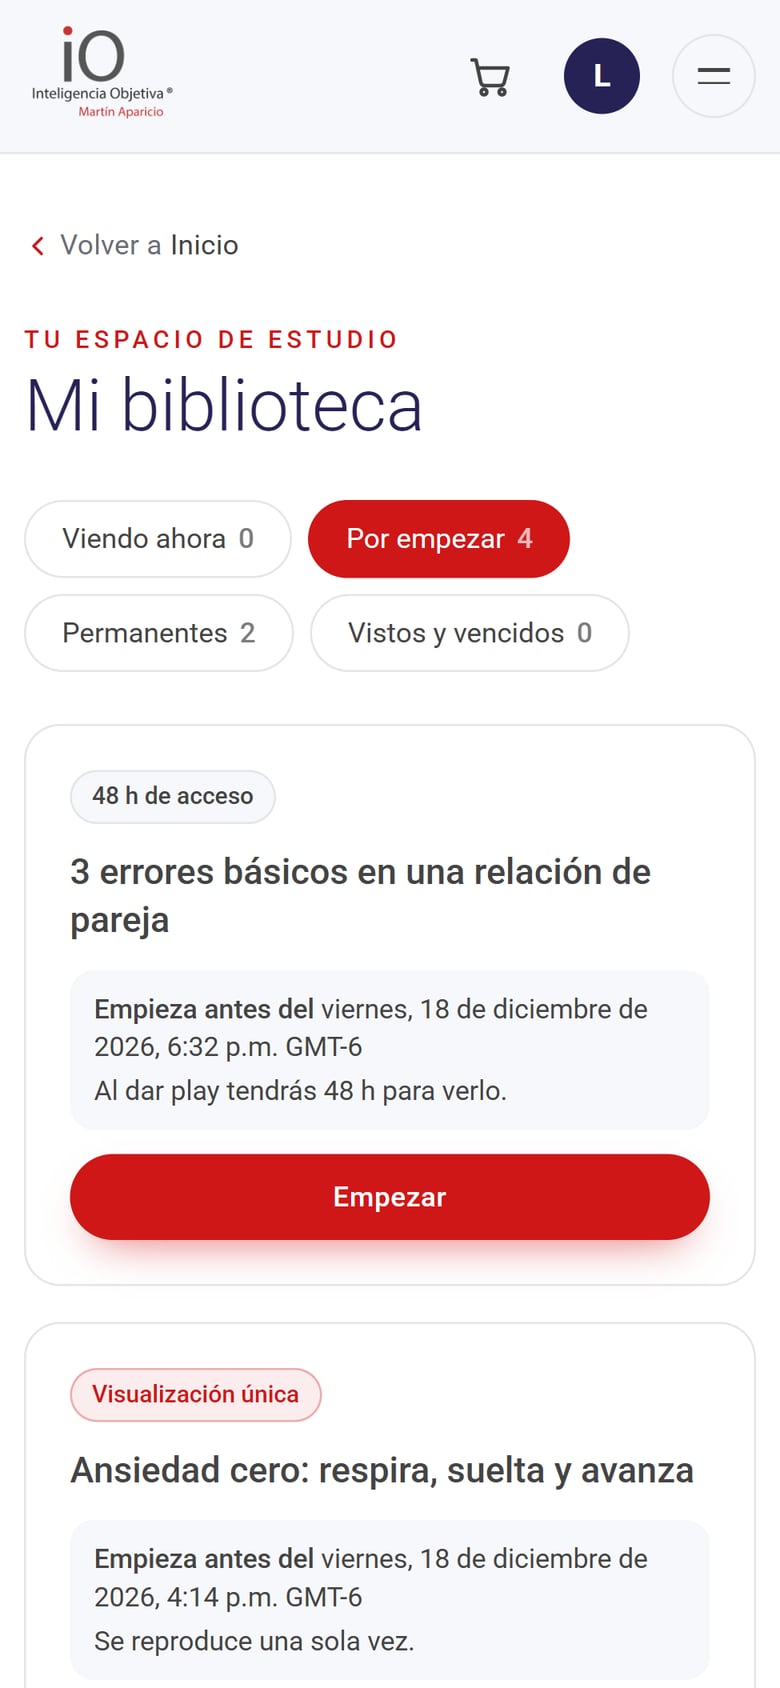 iO
Inteligencia Objetiva ®
Martín Aparicio
L
Volver a Inicio
TU ESPACIO DE ESTUDIO
Mi biblioteca
Viendo ahora 0
Por empezar 4
Permanentes 2
Vistos y vencidos 0
48 h de acceso
3 errores básicos en una relación de
pareja
Empieza antes del viernes, 18 de diciembre de
2026, 6:32 p.m. GMT-6
Al dar play tendrás 48 h para verlo.
Empezar
Visualización única
Ansiedad cero: respira, suelta y avanza
Empieza antes del viernes, 18 de diciembre de
2026, 4:14 p.m. GMT-6
Se reproduce una sola vez.